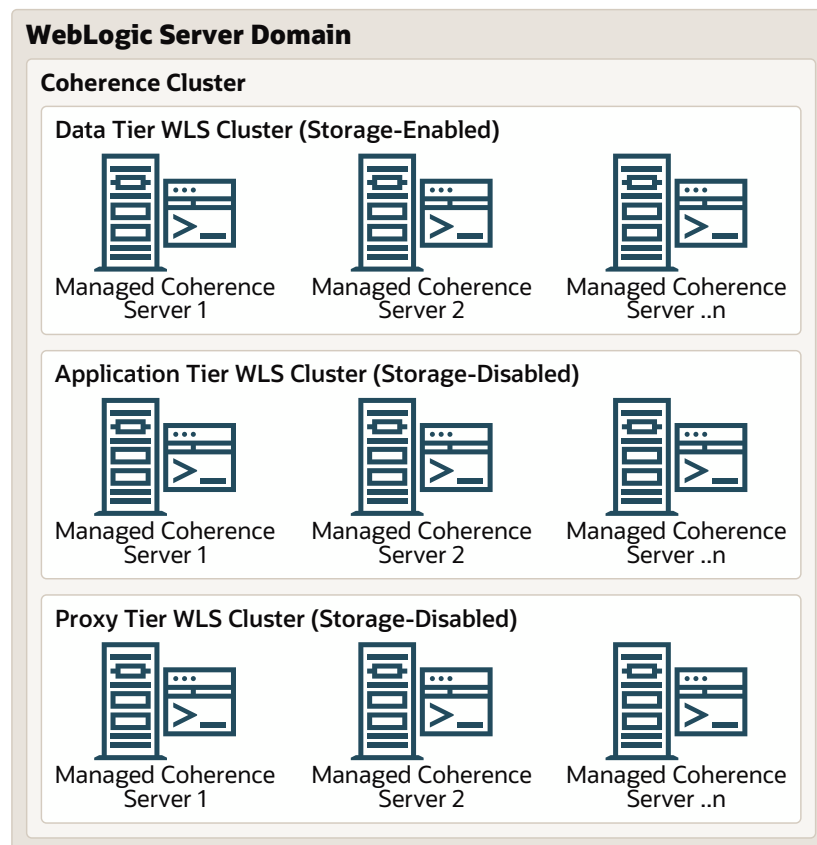 WebLogic Server Domain
Coherence Cluster
Data Tier WLS Cluster (Storage-Enabled)
Managed Coherence Server 1
Managed Coherence Server 2
Managed Coherence Server ..n
Application Tier WLS Cluster (Storage-Disabled)
Managed Coherence Server 1
Managed Coherence Server 2
Managed Coherence Server ..n
Proxy Tier WLS Cluster (Storage-Disabled)
Managed Coherence Server 1
Managed Coherence Server 2
Managed Coherence Server ..n